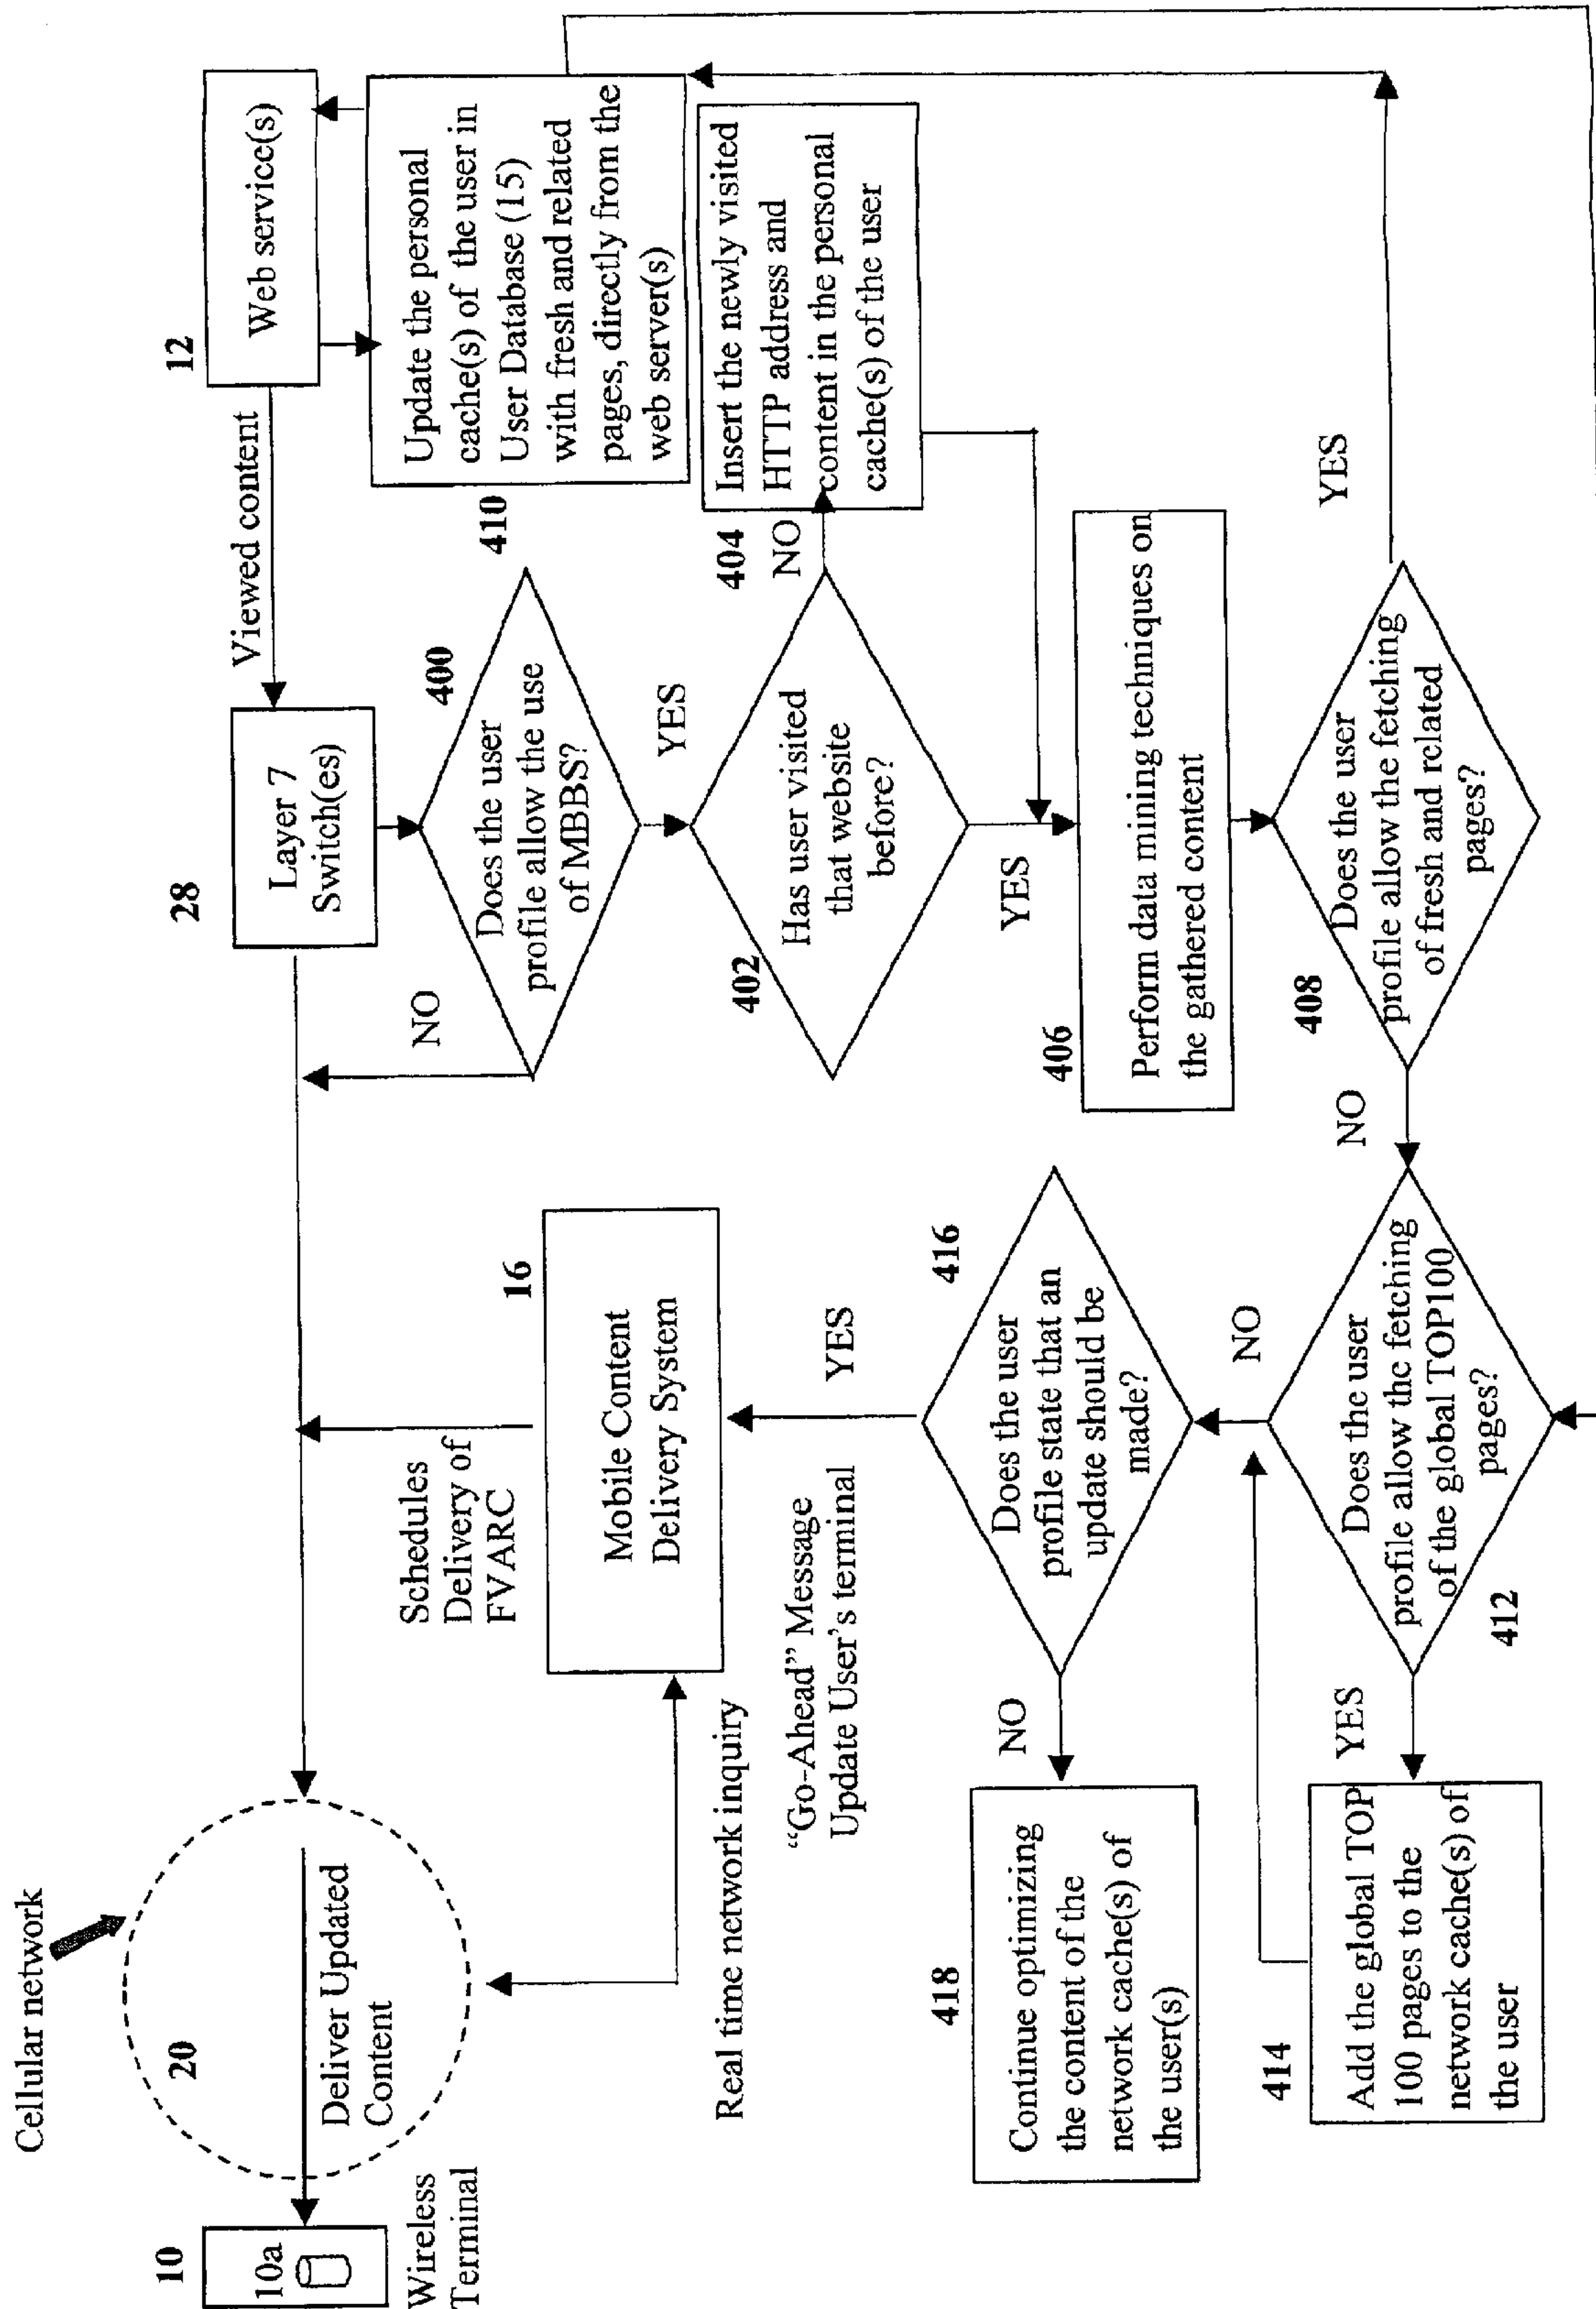 Cellular network
10
10a
Wireless
Terminal
20
Deliver Updated
Content
28
Layer 7
Switch(es)
Viewed content
12
Web service(s)
NO
400
Does the user
profile allow the use
of MBBS?
YES
410
Update the personal
cache(s) of the user in
User Database (15)
with fresh and related
pages, directly from the
web server(s)
Schedules
Delivery of
FVARC
16
Mobile Content
Delivery System
Real time network inquiry
402
Has user visited
that website
before?
404
NO
Insert the newly visited
HTTP address and
content in the personal
cache(s) of the user
YES
"Go-Ahead" Message
Update User's terminal
YES
406
Perform data mining techniques on
the gathered content
416
Does the user
profile state that an
update should be
made?
NO
418
Continue optimizing
the content of the
network cache(s) of
the user(s)
NO
408
Does the user
profile allow the fetching
of fresh and related
pages?
YES
NO
412
Does the user
profile allow the fetching
of the global TOP100
pages?
YES
414
Add the global TOP
100 pages to the
network cache(s) of
the user